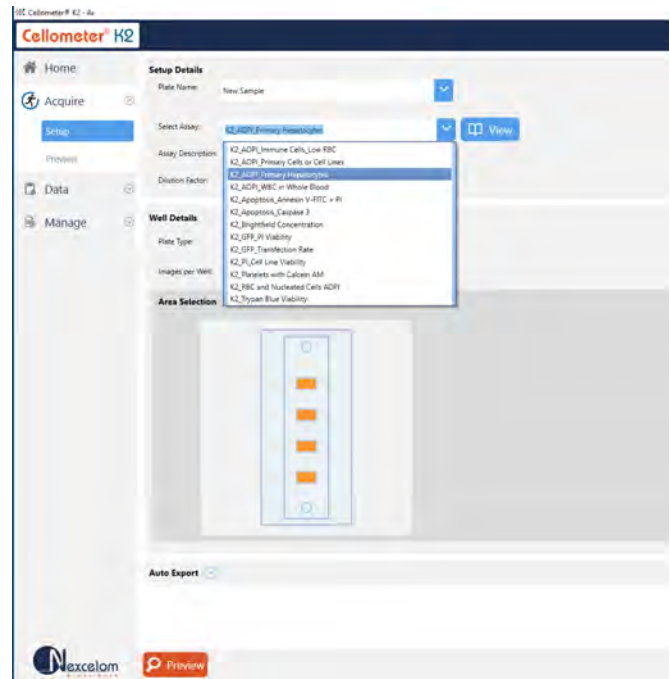 Cellometer® K2
Home
Setup Details
Plate Name: New Sample
Acquire
Setup
Select Assay: K2_AOPI_Primary Hepatocytes View
Preview
Assay Description:
K2_AOPI_Immune Cells_Low RBC
K2_AOPI_Primary Cells or Cell Lines
Dilution Factor:
K2_AOPI_Primary Hepatocytes
Data
K2_AOPI_WBC in Whole Blood
K2_Apoptosis_Annexin V-FITC + PI
K2_Apoptosis_Caspase 3
Manage
Well Details
K2_Brightfield Concentration
K2_GFP_PI Viability
Plate Type:
K2_GFP_Transfection Rate
K2_PI_Cell Line Viability
Images per Well:
K2_Platelets with Calcein AM
K2_RBC and Nucleated Cells AOPI
K2_Trypan Blue Viability
Area Selection
Auto Export
Nexcelom
Preview